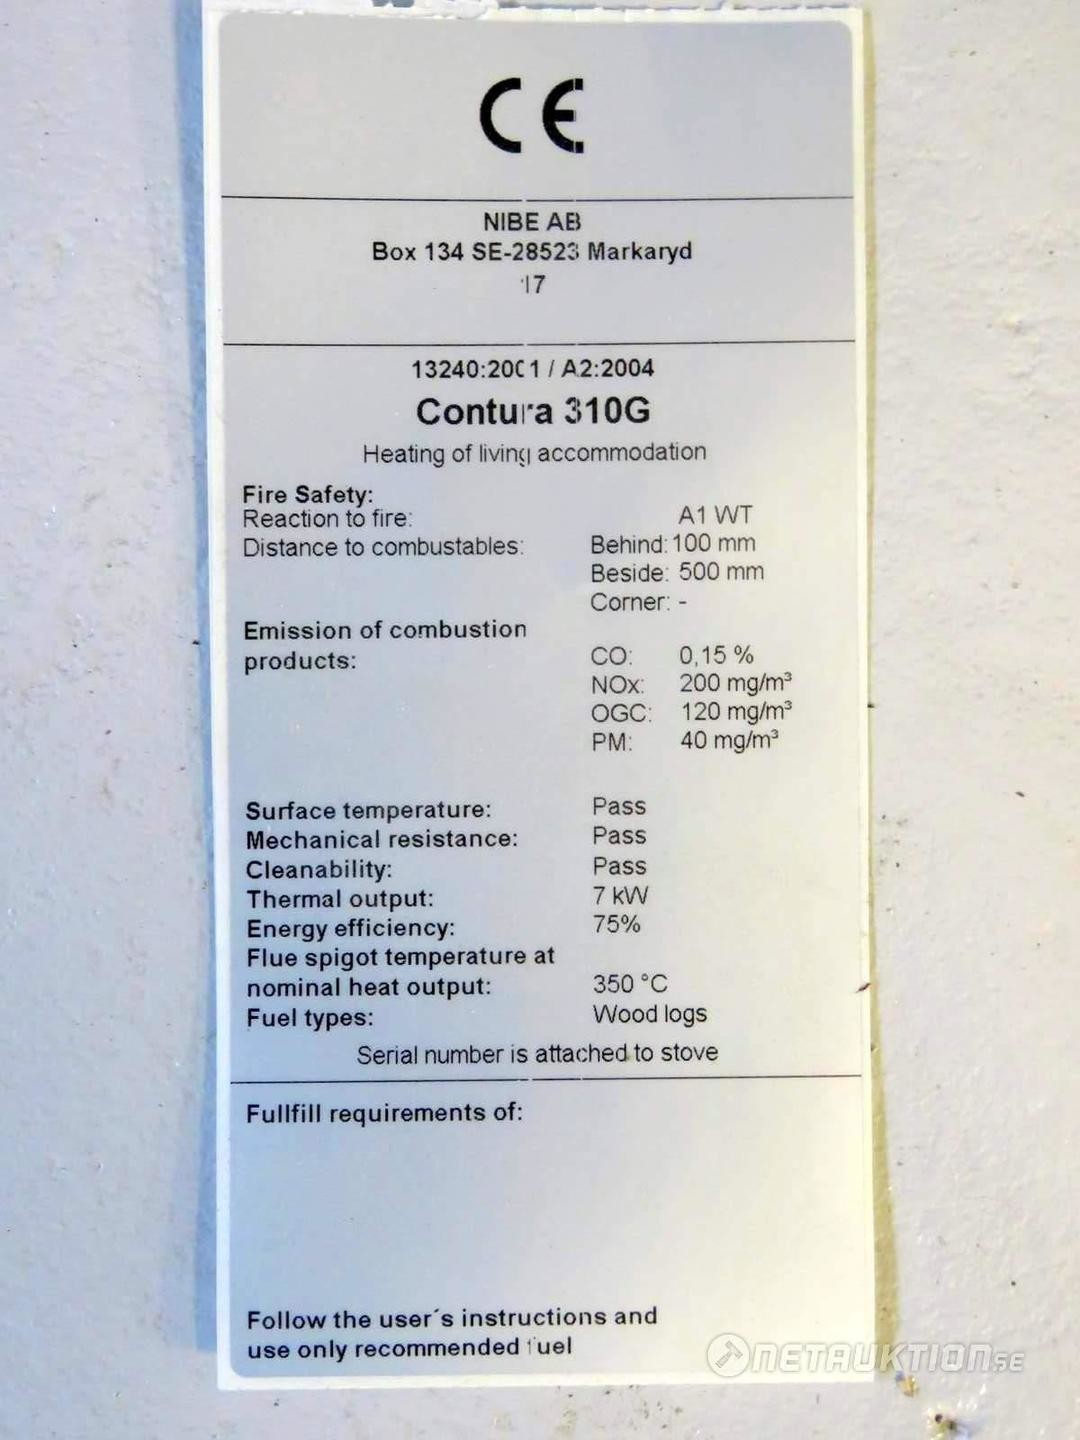 CE
NIBE AB
Box 134 SE-28523 Markaryd
17
13240:2001 / A2:2004
Contura 310G
Heating of living accommodation
Fire Safety:
Reaction to fire: A1 WT
Distance to combustables: Behind: 100 mm
Beside: 500 mm
Corner: -
Emission of combustion
products:
CO: 0,15 %
NOx: 200 mg/m³
OGC: 120 mg/m³
PM: 40 mg/m³
Surface temperature: Pass
Mechanical resistance: Pass
Cleanability: Pass
Thermal output: 7 kW
Energy efficiency: 75%
Flue spigot temperature at
nominal heat output: 350 °C
Fuel types: Wood logs
Serial number is attached to stove
Fullfill requirements of:
Follow the user´s instructions and
use only recommended fuel
NETAUKTION.SE